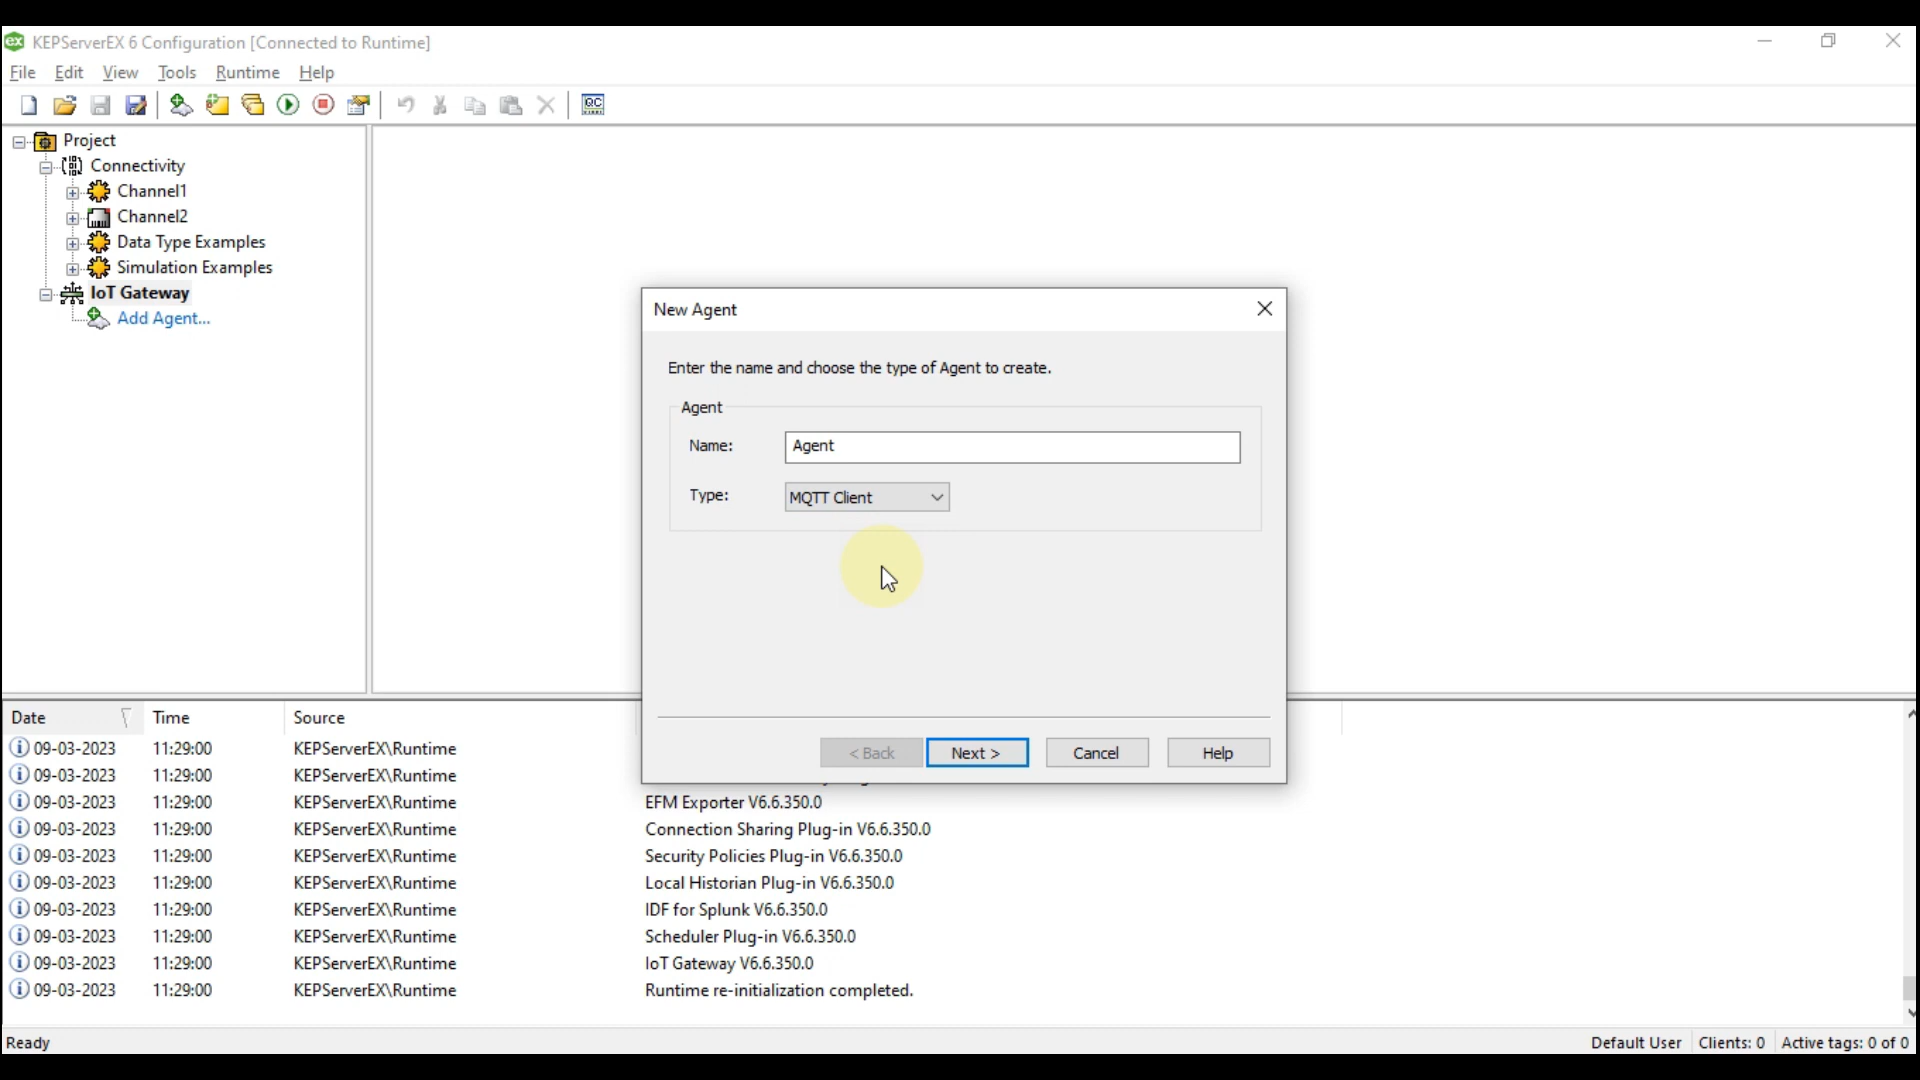 KEPServerEX 6 Configuration [Connected to Runtime]
File Edit View Tools Runtime Help
QC
Project
Connectivity
Channel1
Channel2
Data Type Examples
Simulation Examples
IoT Gateway
Add Agent...
New Agent
Enter the name and choose the type of Agent to create.
Agent
Name: Agent
Type: MQTT Client
< Back Next > Cancel Help
Date Time Source
09-03-2023 11:29:00 KEPServerEX\Runtime
09-03-2023 11:29:00 KEPServerEX\Runtime
09-03-2023 11:29:00 KEPServerEX\Runtime EFM Exporter V6.6.350.0
09-03-2023 11:29:00 KEPServerEX\Runtime Connection Sharing Plug-in V6.6.350.0
09-03-2023 11:29:00 KEPServerEX\Runtime Security Policies Plug-in V6.6.350.0
09-03-2023 11:29:00 KEPServerEX\Runtime Local Historian Plug-in V6.6.350.0
09-03-2023 11:29:00 KEPServerEX\Runtime IDF for Splunk V6.6.350.0
09-03-2023 11:29:00 KEPServerEX\Runtime Scheduler Plug-in V6.6.350.0
09-03-2023 11:29:00 KEPServerEX\Runtime IoT Gateway V6.6.350.0
09-03-2023 11:29:00 KEPServerEX\Runtime Runtime re-initialization completed.
Ready Default User Clients: 0 Active tags: 0 of 0